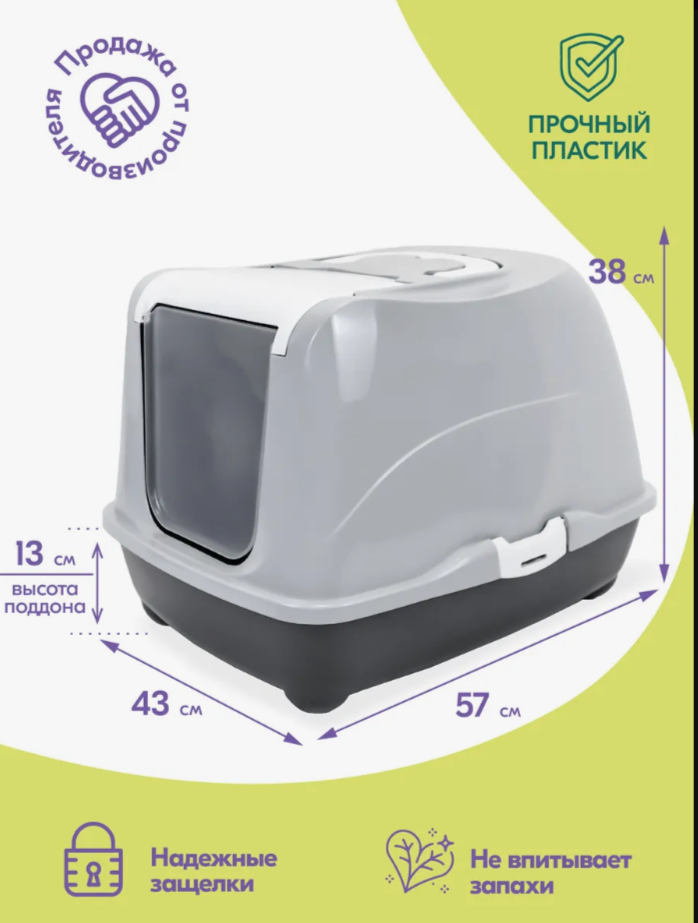 Продажа от производителя
ПРОЧНЫЙ
ПЛАСТИК
38 см
13 см
высота
поддона
43 см
57 см
Надежные
защелки
Не впитывает
запахи